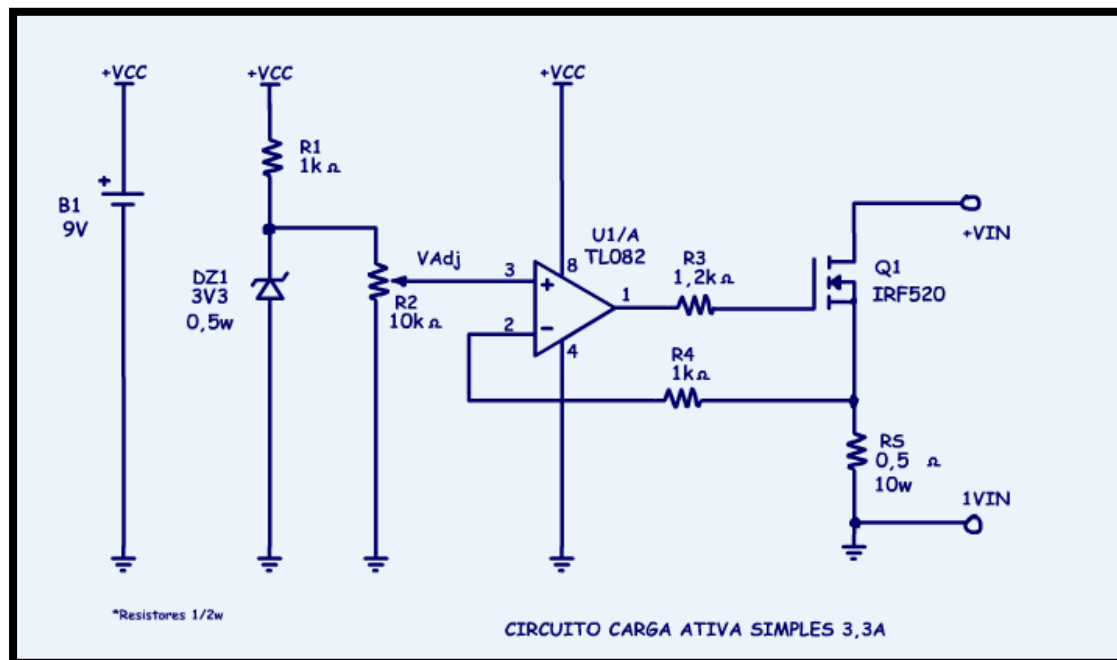 +VCC
+VCC
+VCC
B1
9V
+
R1
1kΩ
DZ1
3V3
0,5w
VAdj
R2
10kΩ
U1/A
TL082
3
2
8
4
1
+
-
R3
1,2kΩ
R4
1kΩ
Q1
IRF520
+VIN
RS
0,5 Ω
10w
1VIN
*Resistores 1/2w
CIRCUITO CARGA ATIVA SIMPLES 3,3A